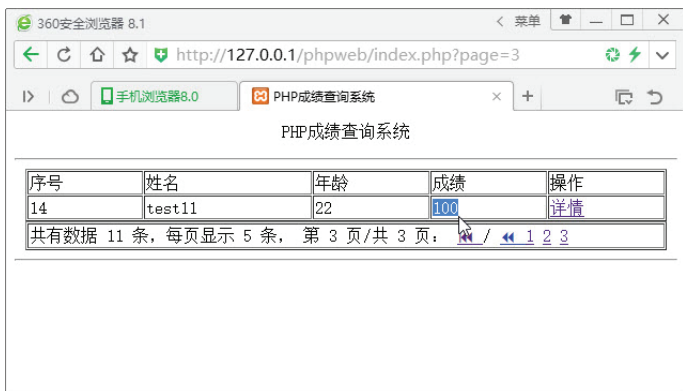 360安全浏览器 8.1
菜单
http://127.0.0.1/phpweb/index.php?page=3
手机浏览器8.0
PHP成绩查询系统
PHP成绩查询系统
序号 姓名 年龄 成绩 操作
14 test11 22 100 详情
共有数据 11 条，每页显示 5 条， 第 3 页/共 3 页： / 1 2 3